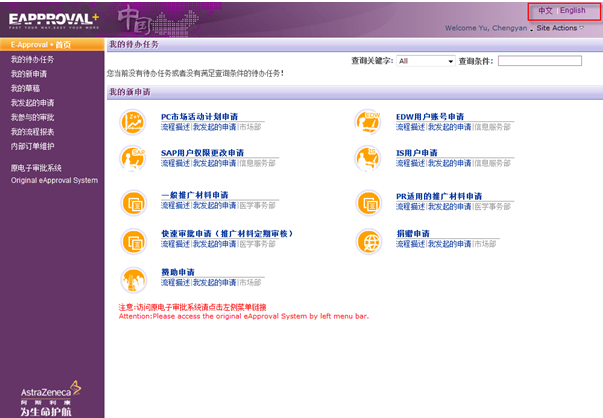 EAPPROVAL+
FAST YOUR WAY, EASY YOUR WORK
中国
中文 | English
Welcome Yu, Chengyan
Site Actions
E-Approval + 首页
我的待办任务
我的新申请
我的草稿
我发起的申请
我参与的审批
我的流程报表
内部订单维护
原电子审批系统
Original eApproval System
我的待办任务
查询关键字: All 查询条件:
您当前没有待办任务或者没有满足查询条件的待办任务!
我的新申请
PC市场活动计划申请
流程描述|我发起的申请|市场部
EDW用户账号申请
流程描述|我发起的申请|信息服务部
SAP用户权限更改申请
流程描述|我发起的申请|信息服务部
IS用户申请
流程描述|我发起的申请|信息服务部
一般推广材料申请
流程描述|我发起的申请|医学事务部
PR适用的推广材料申请
流程描述|我发起的申请|医学事务部
快速审批申请（推广材料定期审核）
流程描述|我发起的申请|医学事务部
捐赠申请
流程描述|我发起的申请|市场部
赞助申请
流程描述|我发起的申请|医学事务部
注意:访问原电子审批系统请点击左侧菜单链接
Attention:Please access the original eApproval System by left menu bar.
AstraZeneca
阿斯利康
为生命护航